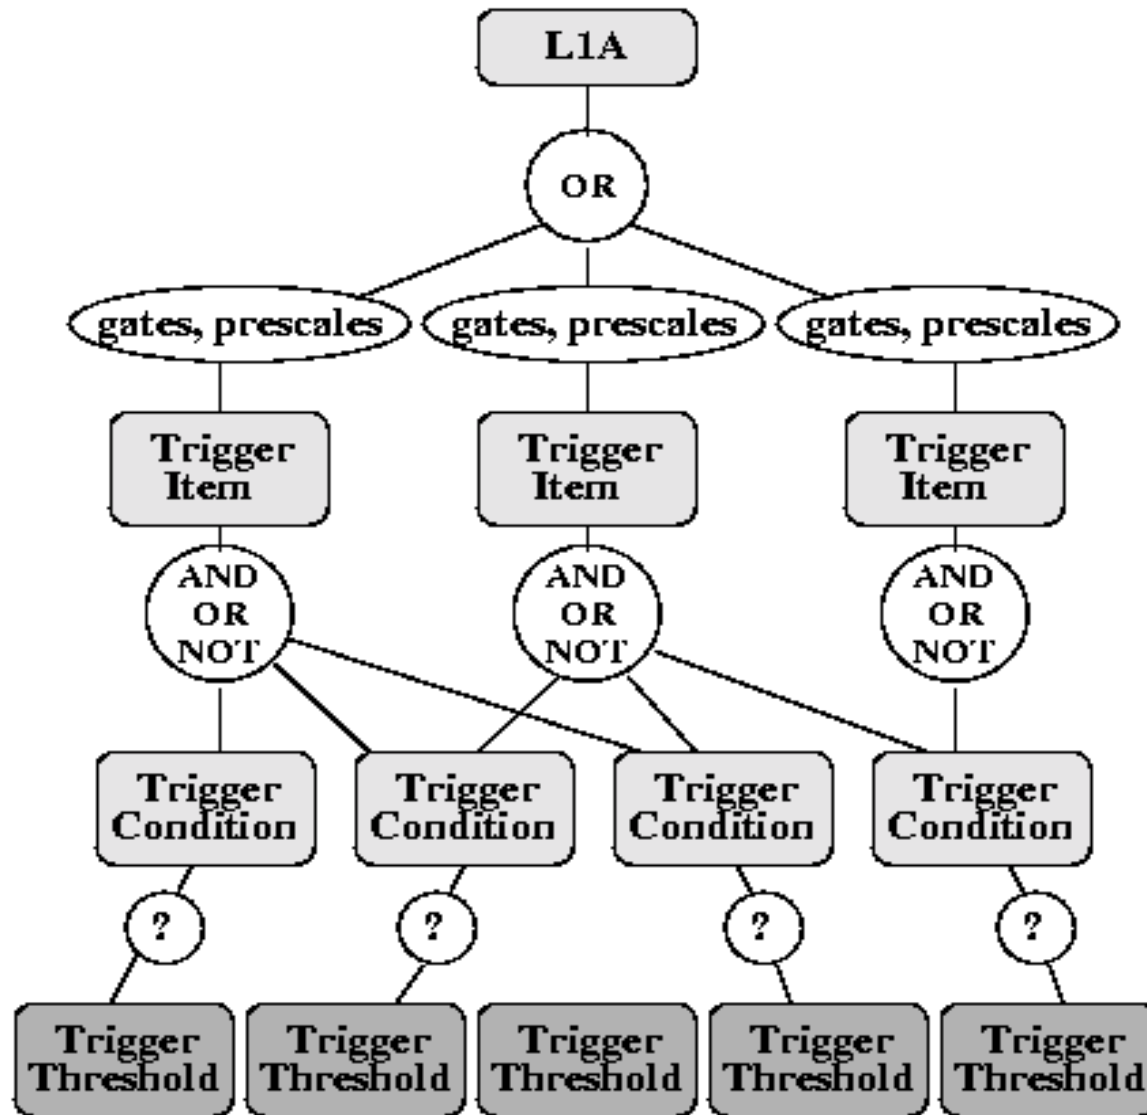 L1A
OR
gates, prescales
gates, prescales
gates, prescales
Trigger
Item
Trigger
Item
Trigger
Item
AND
OR
NOT
AND
OR
NOT
AND
OR
NOT
Trigger
Condition
Trigger
Condition
Trigger
Condition
Trigger
Condition
?
?
?
?
Trigger
Threshold
Trigger
Threshold
Trigger
Threshold
Trigger
Threshold
Trigger
Threshold